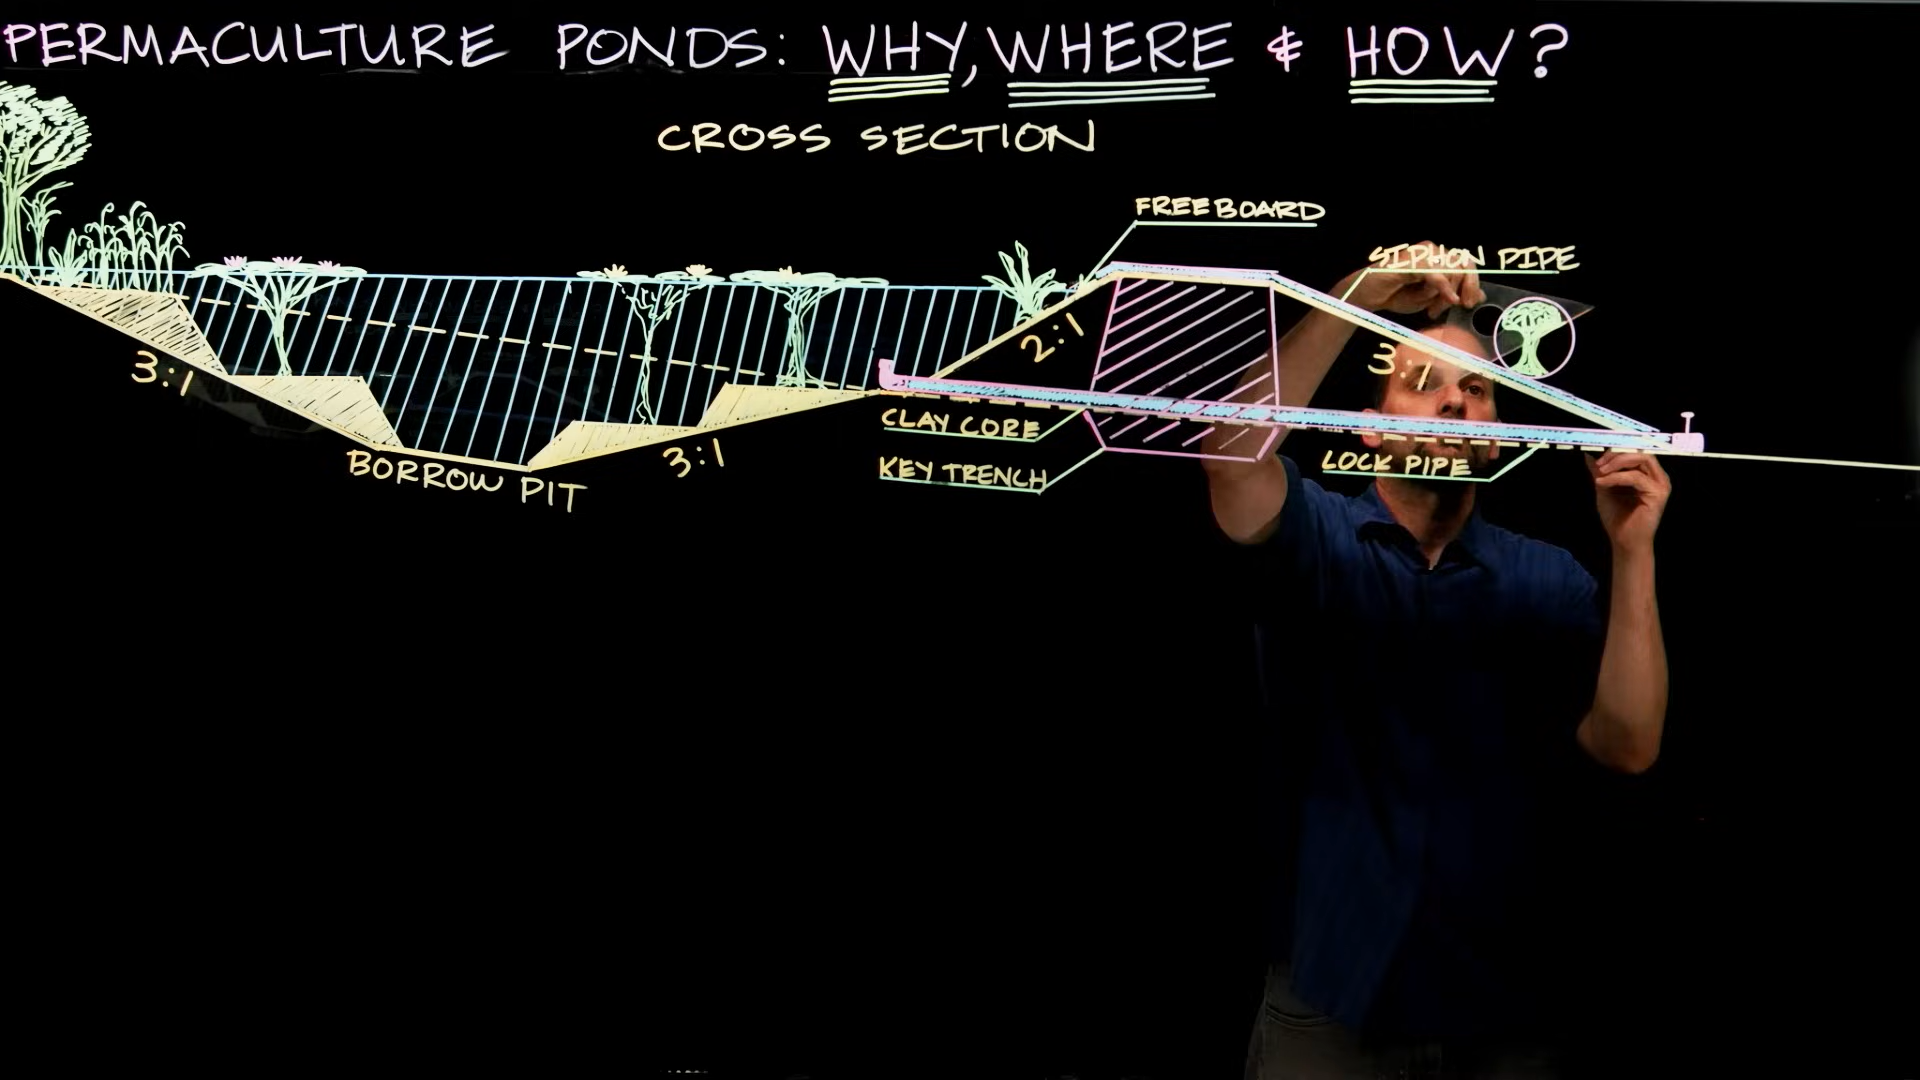 PERMACULTURE PONDS: WHY, WHERE & HOW?
CROSS SECTION
FREEBOARD
SIPHON PIPE
2:1
3:1
3:1
CLAY CORE
KEY TRENCH
LOCK PIPE
3:1
BORROW PIT